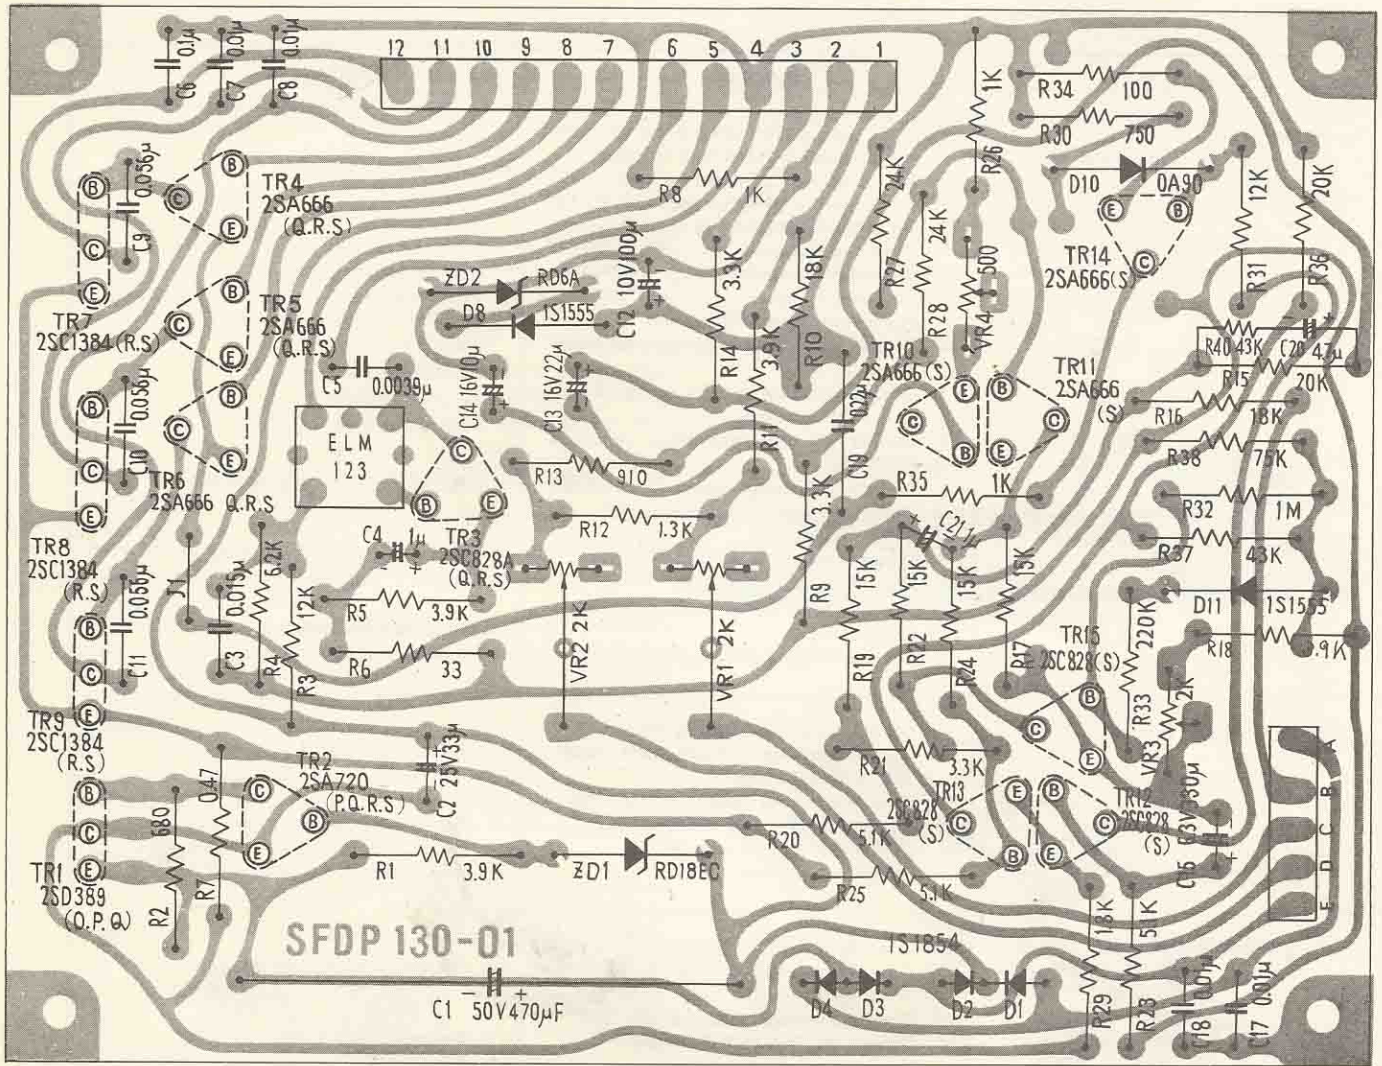 0.1μ
0.01μ
0.01μ
C6
C7
C8
12 11 10 9 8 7 6 5 4 3 2 1
1K
R26
R34 100
R30 750
D10 0A90
E B C
TR14
2SA666(S)
12K
R31
20K
R36
B C E
0.056μ
C9
TR7
2SC1384(R.S)
B C E
TR4
2SA666
(Q.R.S)
B C E
TR5
2SA666
(Q.R.S)
B C E
TR6
2SA666 Q.R.S
R8 1K
24K
R27
24K
R28
500
VR4
ZD2 RD6A
D8 1S1555
10V100μ
C12
3.3K
R14
3.9K
R11
18K
R10
C5 0.0039μ
C14 16V10μ
C13 16V22μ
0.22μ
C19
TR10
2SA666(S)
E C B
TR11
2SA666
(S)
B C E
R40 43K C20 4.7μ
R15 20K
R16 18K
R38 75K
R32 1M
R37 43K
D11 1S1555
R18 3.9K
0.056μ
C10
B C E
TR8
2SC1384
(R.S)
ELM
123
C B E
TR3
2SC828A
(Q.R.S)
R13 910
R12 1.3K
R35 1K
C21 1μ
3.3K
R9
C4 1μ
J1
0.015μ
C3
6.2K
R4
12K
R3
R5 3.9K
R6 33
VR2 2K
VR1 2K
15K
R19
15K
R22
15K
R24
15K
R17
TR15
2SC828(S)
B C E
220K
R33
2K
VR3
0.056μ
C11
B C E
TR9
2SC1384
(R.S)
B C E
TR1
2SD389
(O.P.Q)
680
R2
0.47
R7
TR2
2SA720
(P.Q.R.S)
C B E
C2 25V33μ
R1 3.9K
ZD1 RD18EC
R21 3.3K
R20 5.1K
R25 5.1K
TR13
2SC828
(S)
E C B
TR12
2SC828
(S)
B C E
C15 6.3V330μ
A
B
C
D
E
SFDP 130-01
C1 50V470μF
1S1854
D4 D3 D2 D1
1.8K
R29
5.1K
R23
0.01μ
C18
0.01μ
C17